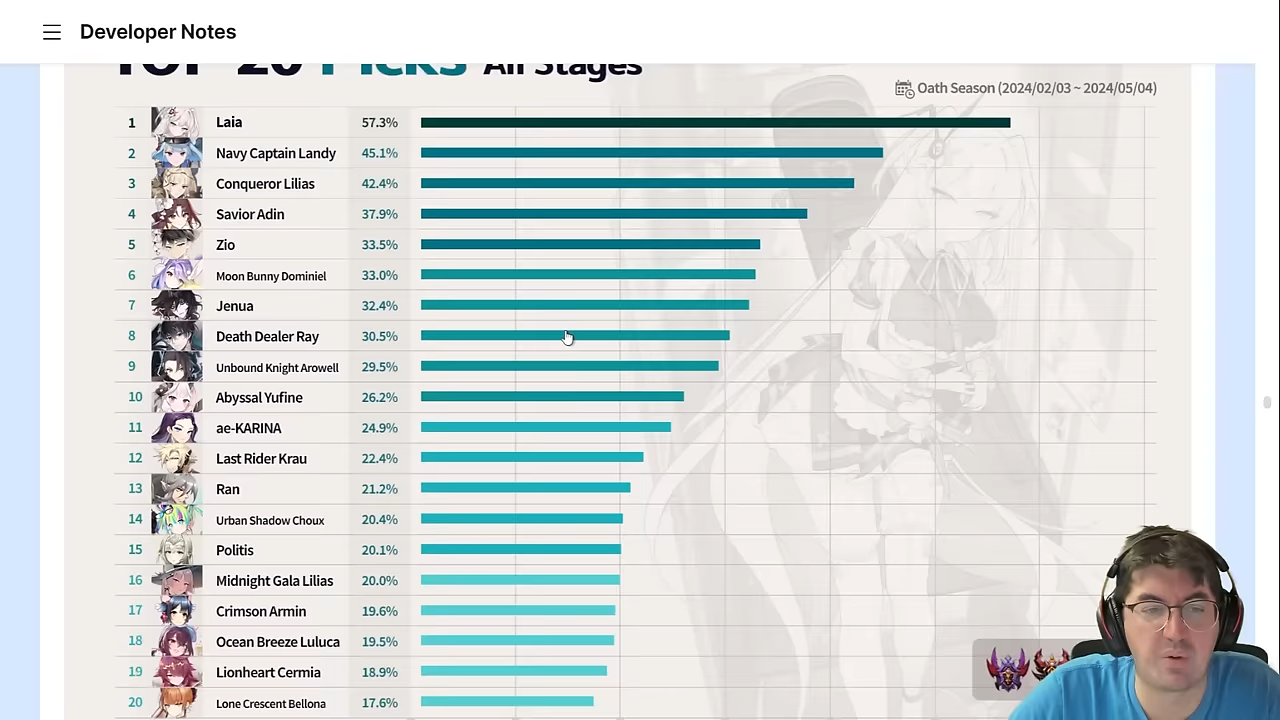 Developer Notes
TOP 20 PICKS All Stages
Oath Season (2024/02/03 ~ 2024/05/04)
1 Laia 57.3%
2 Navy Captain Landy 45.1%
3 Conqueror Lilias 42.4%
4 Savior Adin 37.9%
5 Zio 33.5%
6 Moon Bunny Dominiel 33.0%
7 Jenua 32.4%
8 Death Dealer Ray 30.5%
9 Unbound Knight Arowell 29.5%
10 Abyssal Yufine 26.2%
11 ae-KARINA 24.9%
12 Last Rider Krau 22.4%
13 Ran 21.2%
14 Urban Shadow Choux 20.4%
15 Politis 20.1%
16 Midnight Gala Lilias 20.0%
17 Crimson Armin 19.6%
18 Ocean Breeze Luluca 19.5%
19 Lionheart Cermia 18.9%
20 Lone Crescent Bellona 17.6%